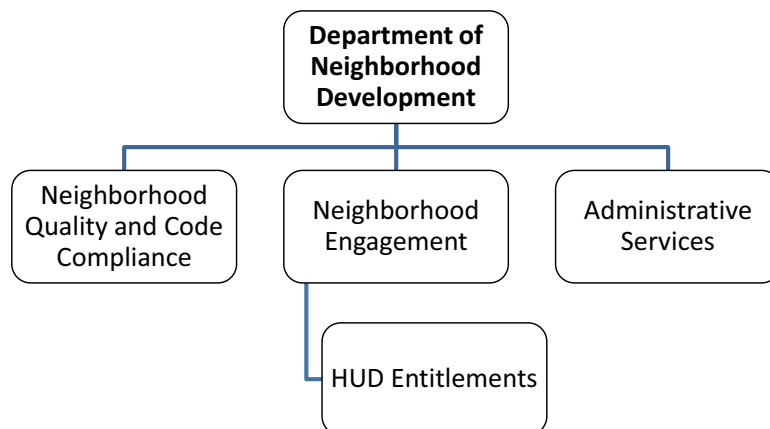 Department of
Neighborhood
Development
Neighborhood
Quality and Code
Compliance
Neighborhood
Engagement
Administrative
Services
HUD Entitlements